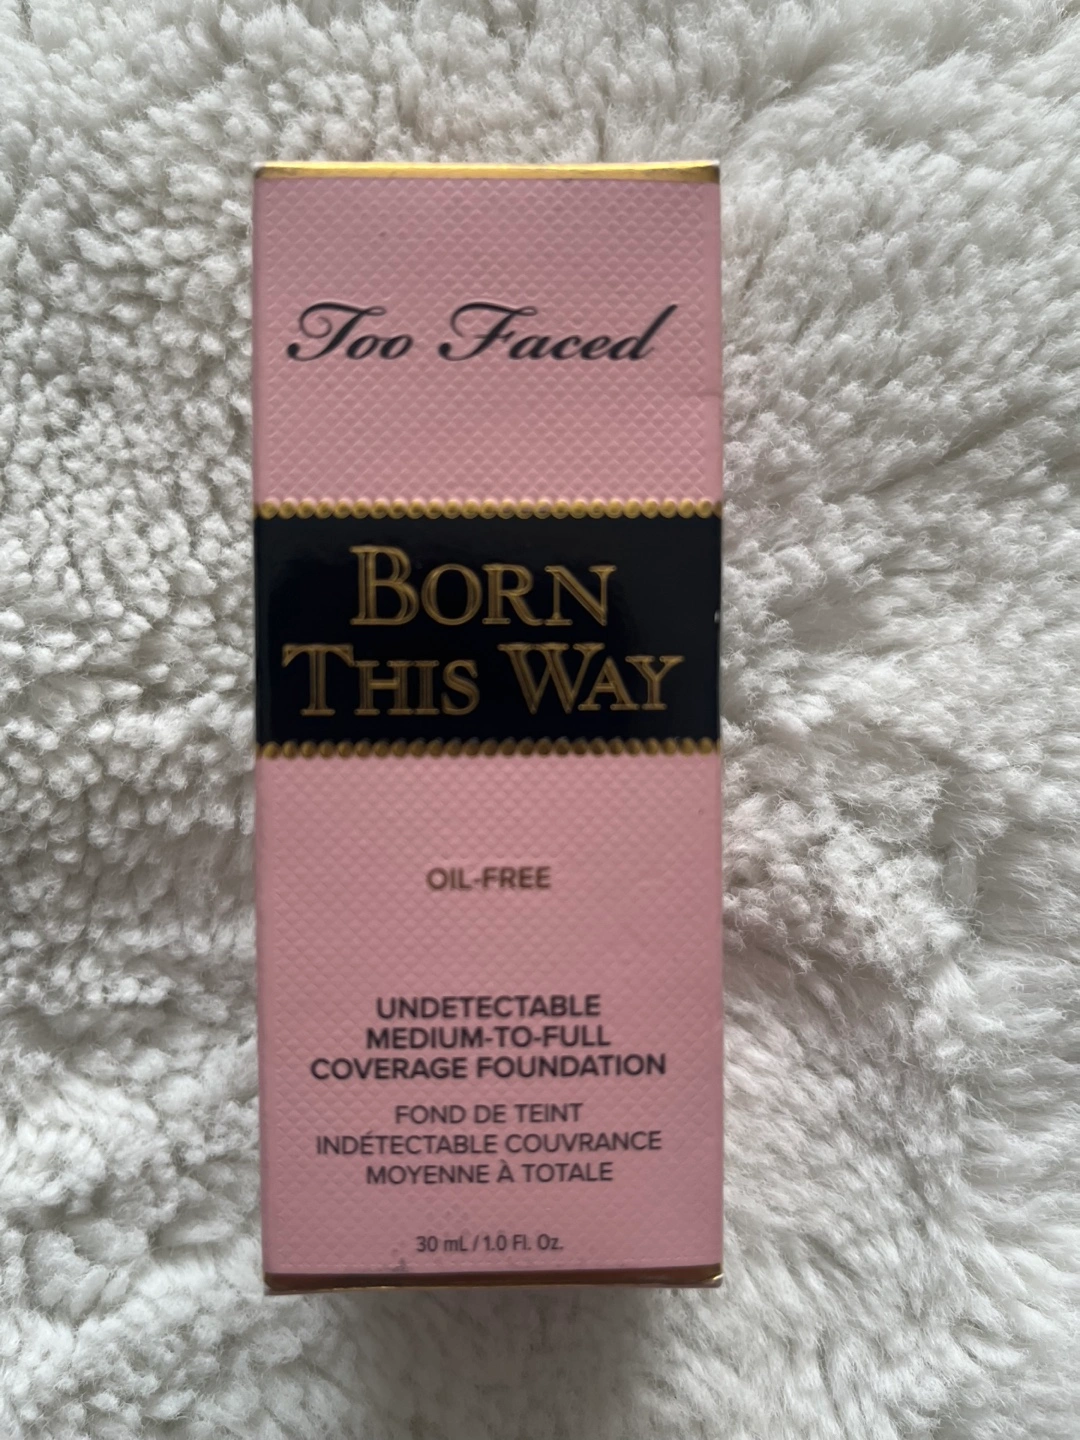 Too Faced
BORN
THIS WAY
OIL-FREE
UNDETECTABLE
MEDIUM-TO-FULL
COVERAGE FOUNDATION
FOND DE TEINT
INDÉTECTABLE COUVRANCE
MOYENNE À TOTALE
30 mL / 1.0 Fl. Oz.